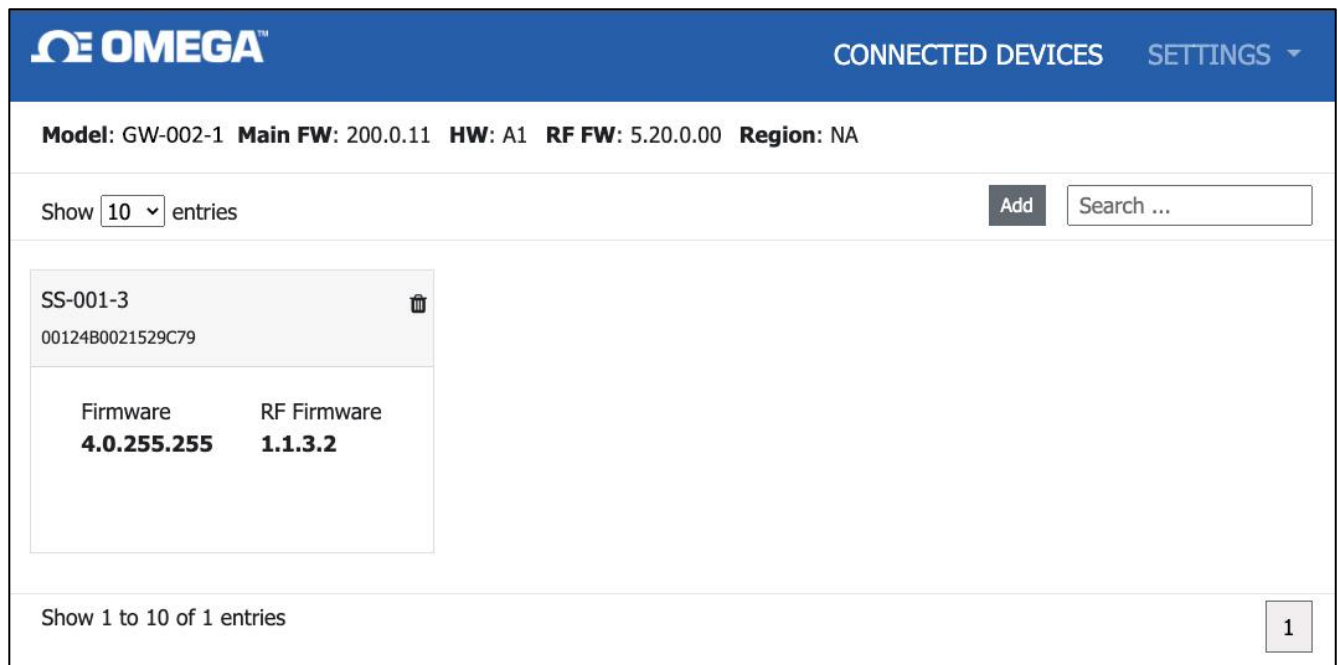 OMEGA™
CONNECTED DEVICES SETTINGS
Model: GW-002-1 Main FW: 200.0.11 HW: A1 RF FW: 5.20.0.00 Region: NA
Show 10 entries Add Search ...
SS-001-3
00124B0021529C79
Firmware RF Firmware
4.0.255.255 1.1.3.2
Show 1 to 10 of 1 entries 1